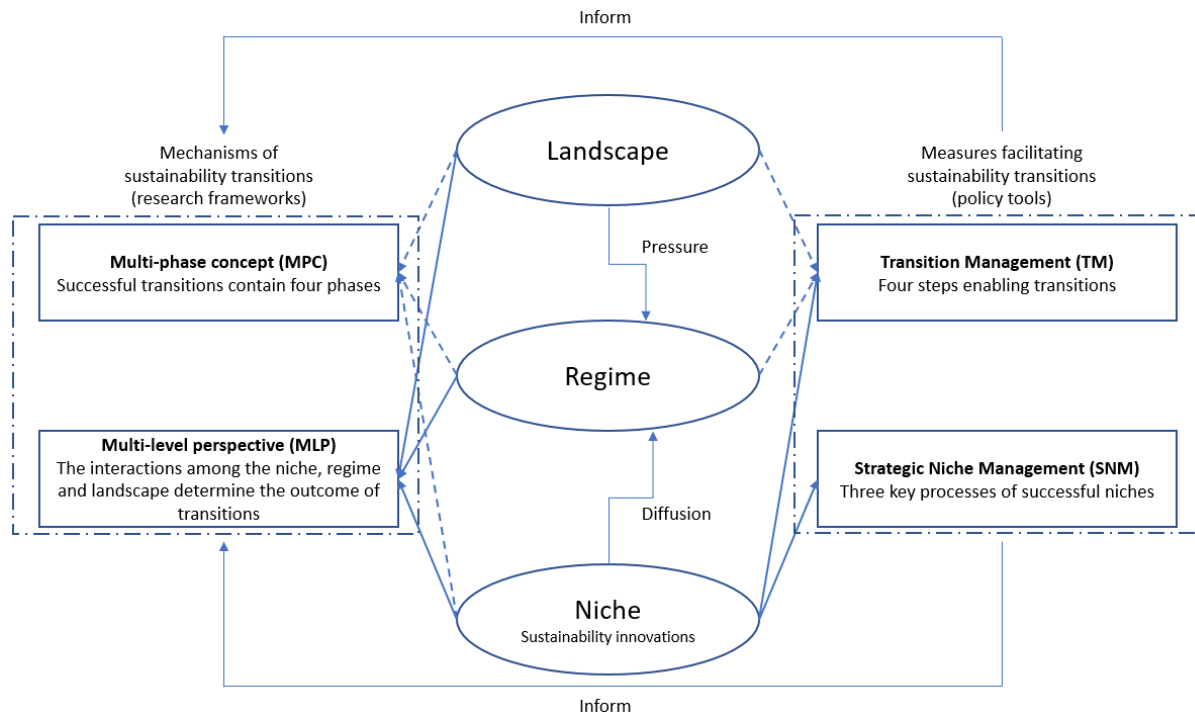 Inform
Mechanisms of
sustainability transitions
(research frameworks)
Landscape
Measures facilitating
sustainability transitions
(policy tools)
Multi-phase concept (MPC)
Successful transitions contain four phases
Pressure
Transition Management (TM)
Four steps enabling transitions
Regime
Multi-level perspective (MLP)
The interactions among the niche, regime
and landscape determine the outcome of
transitions
Strategic Niche Management (SNM)
Three key processes of successful niches
Diffusion
Niche
Sustainability innovations
Inform